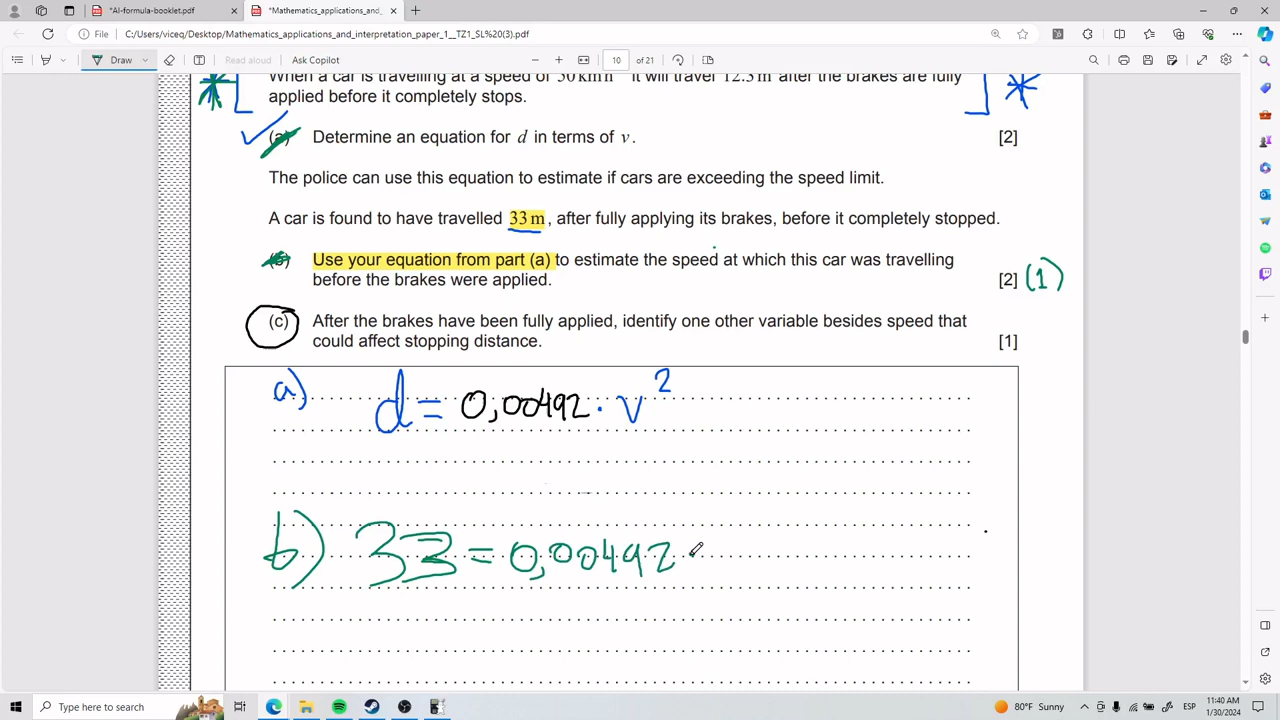 *AI-formula-booklet.pdf
*Mathematics_applications_and_
File
C:/Users/viceq/Desktop/Mathematics_applications_and_interpretation_paper_1__TZ1_SL%20(3).pdf
Draw
Read aloud
Ask Copilot
10 of 21
applied before it completely stops.
(a) Determine an equation for d in terms of v. [2]
The police can use this equation to estimate if cars are exceeding the speed limit.
A car is found to have travelled 33 m, after fully applying its brakes, before it completely stopped.
(b) Use your equation from part (a) to estimate the speed at which this car was travelling
before the brakes were applied. [2] (1)
(c) After the brakes have been fully applied, identify one other variable besides speed that
could affect stopping distance. [1]
a) d = 0,00492 · v²
b) 33 = 0,00492
Type here to search
80°F Sunny
ESP
11:40 AM
1/30/2024